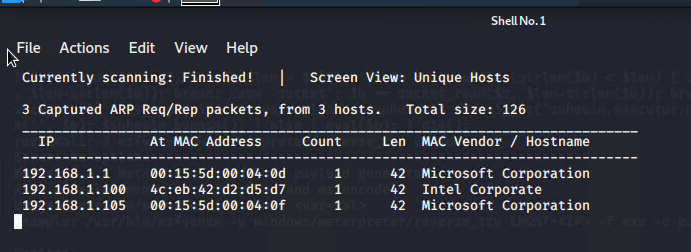 Shell No.1
File Actions Edit View Help
Currently scanning: Finished! | Screen View: Unique Hosts
3 Captured ARP Req/Rep packets, from 3 hosts. Total size: 126
_____________________________________________________________________________
IP At MAC Address Count Len MAC Vendor / Hostname
-----------------------------------------------------------------------------
192.168.1.1 00:15:5d:00:04:0d 1 42 Microsoft Corporation
192.168.1.100 4c:eb:42:d2:d5:d7 1 42 Intel Corporate
192.168.1.105 00:15:5d:00:04:0f 1 42 Microsoft Corporation